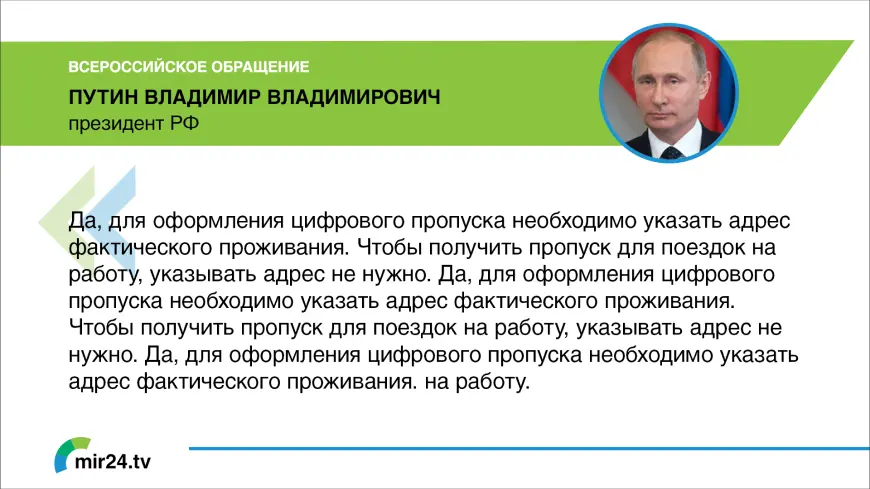 ВСЕРОССИЙСКОЕ ОБРАЩЕНИЕ
ПУТИН ВЛАДИМИР ВЛАДИМИРОВИЧ
президент РФ
Да, для оформления цифрового пропуска необходимо указать адрес
фактического проживания. Чтобы получить пропуск для поездок на
работу, указывать адрес не нужно. Да, для оформления цифрового
пропуска необходимо указать адрес фактического проживания.
Чтобы получить пропуск для поездок на работу, указывать адрес не
нужно. Да, для оформления цифрового пропуска необходимо указать
адрес фактического проживания. на работу.
mir24.tv